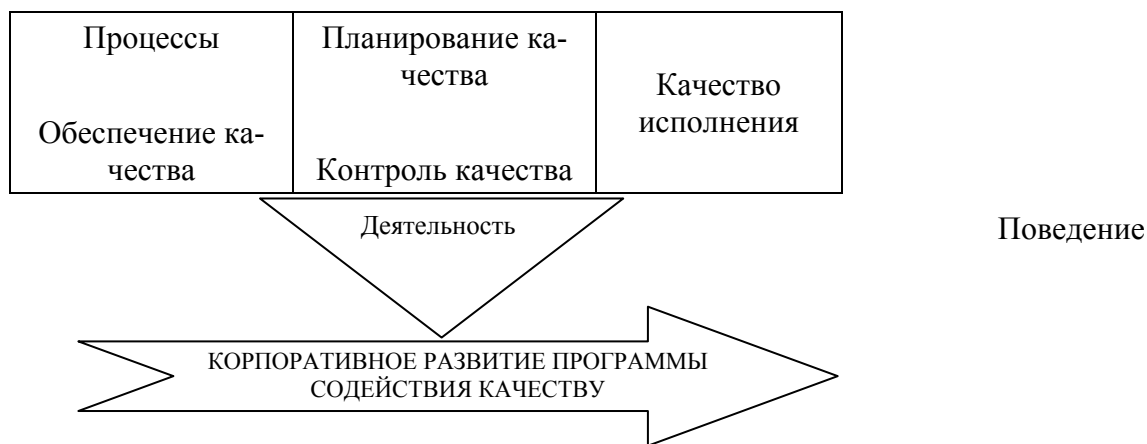 Процессы
Обеспечение ка-
чества
Планирование ка-
чества
Контроль качества
Качество
исполнения
Деятельность
Поведение
КОРПОРАТИВНОЕ РАЗВИТИЕ ПРОГРАММЫ
СОДЕЙСТВИЯ КАЧЕСТВУ